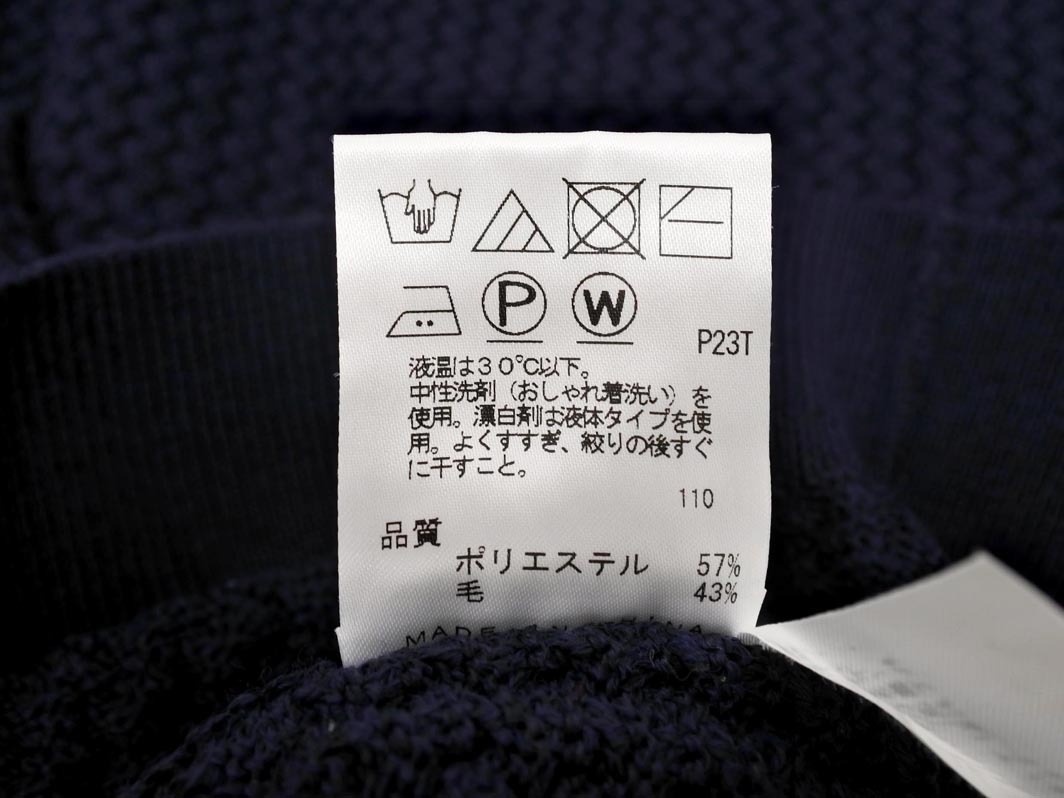 P
W
P23T
液温は30℃以下。
中性洗剤（おしゃれ着洗い）を
使用。漂白剤は液体タイプを使
用。よくすすぎ、絞りの後すぐ
に干すこと。
110
品質
ポリエステル 57%
毛 43%
MADE